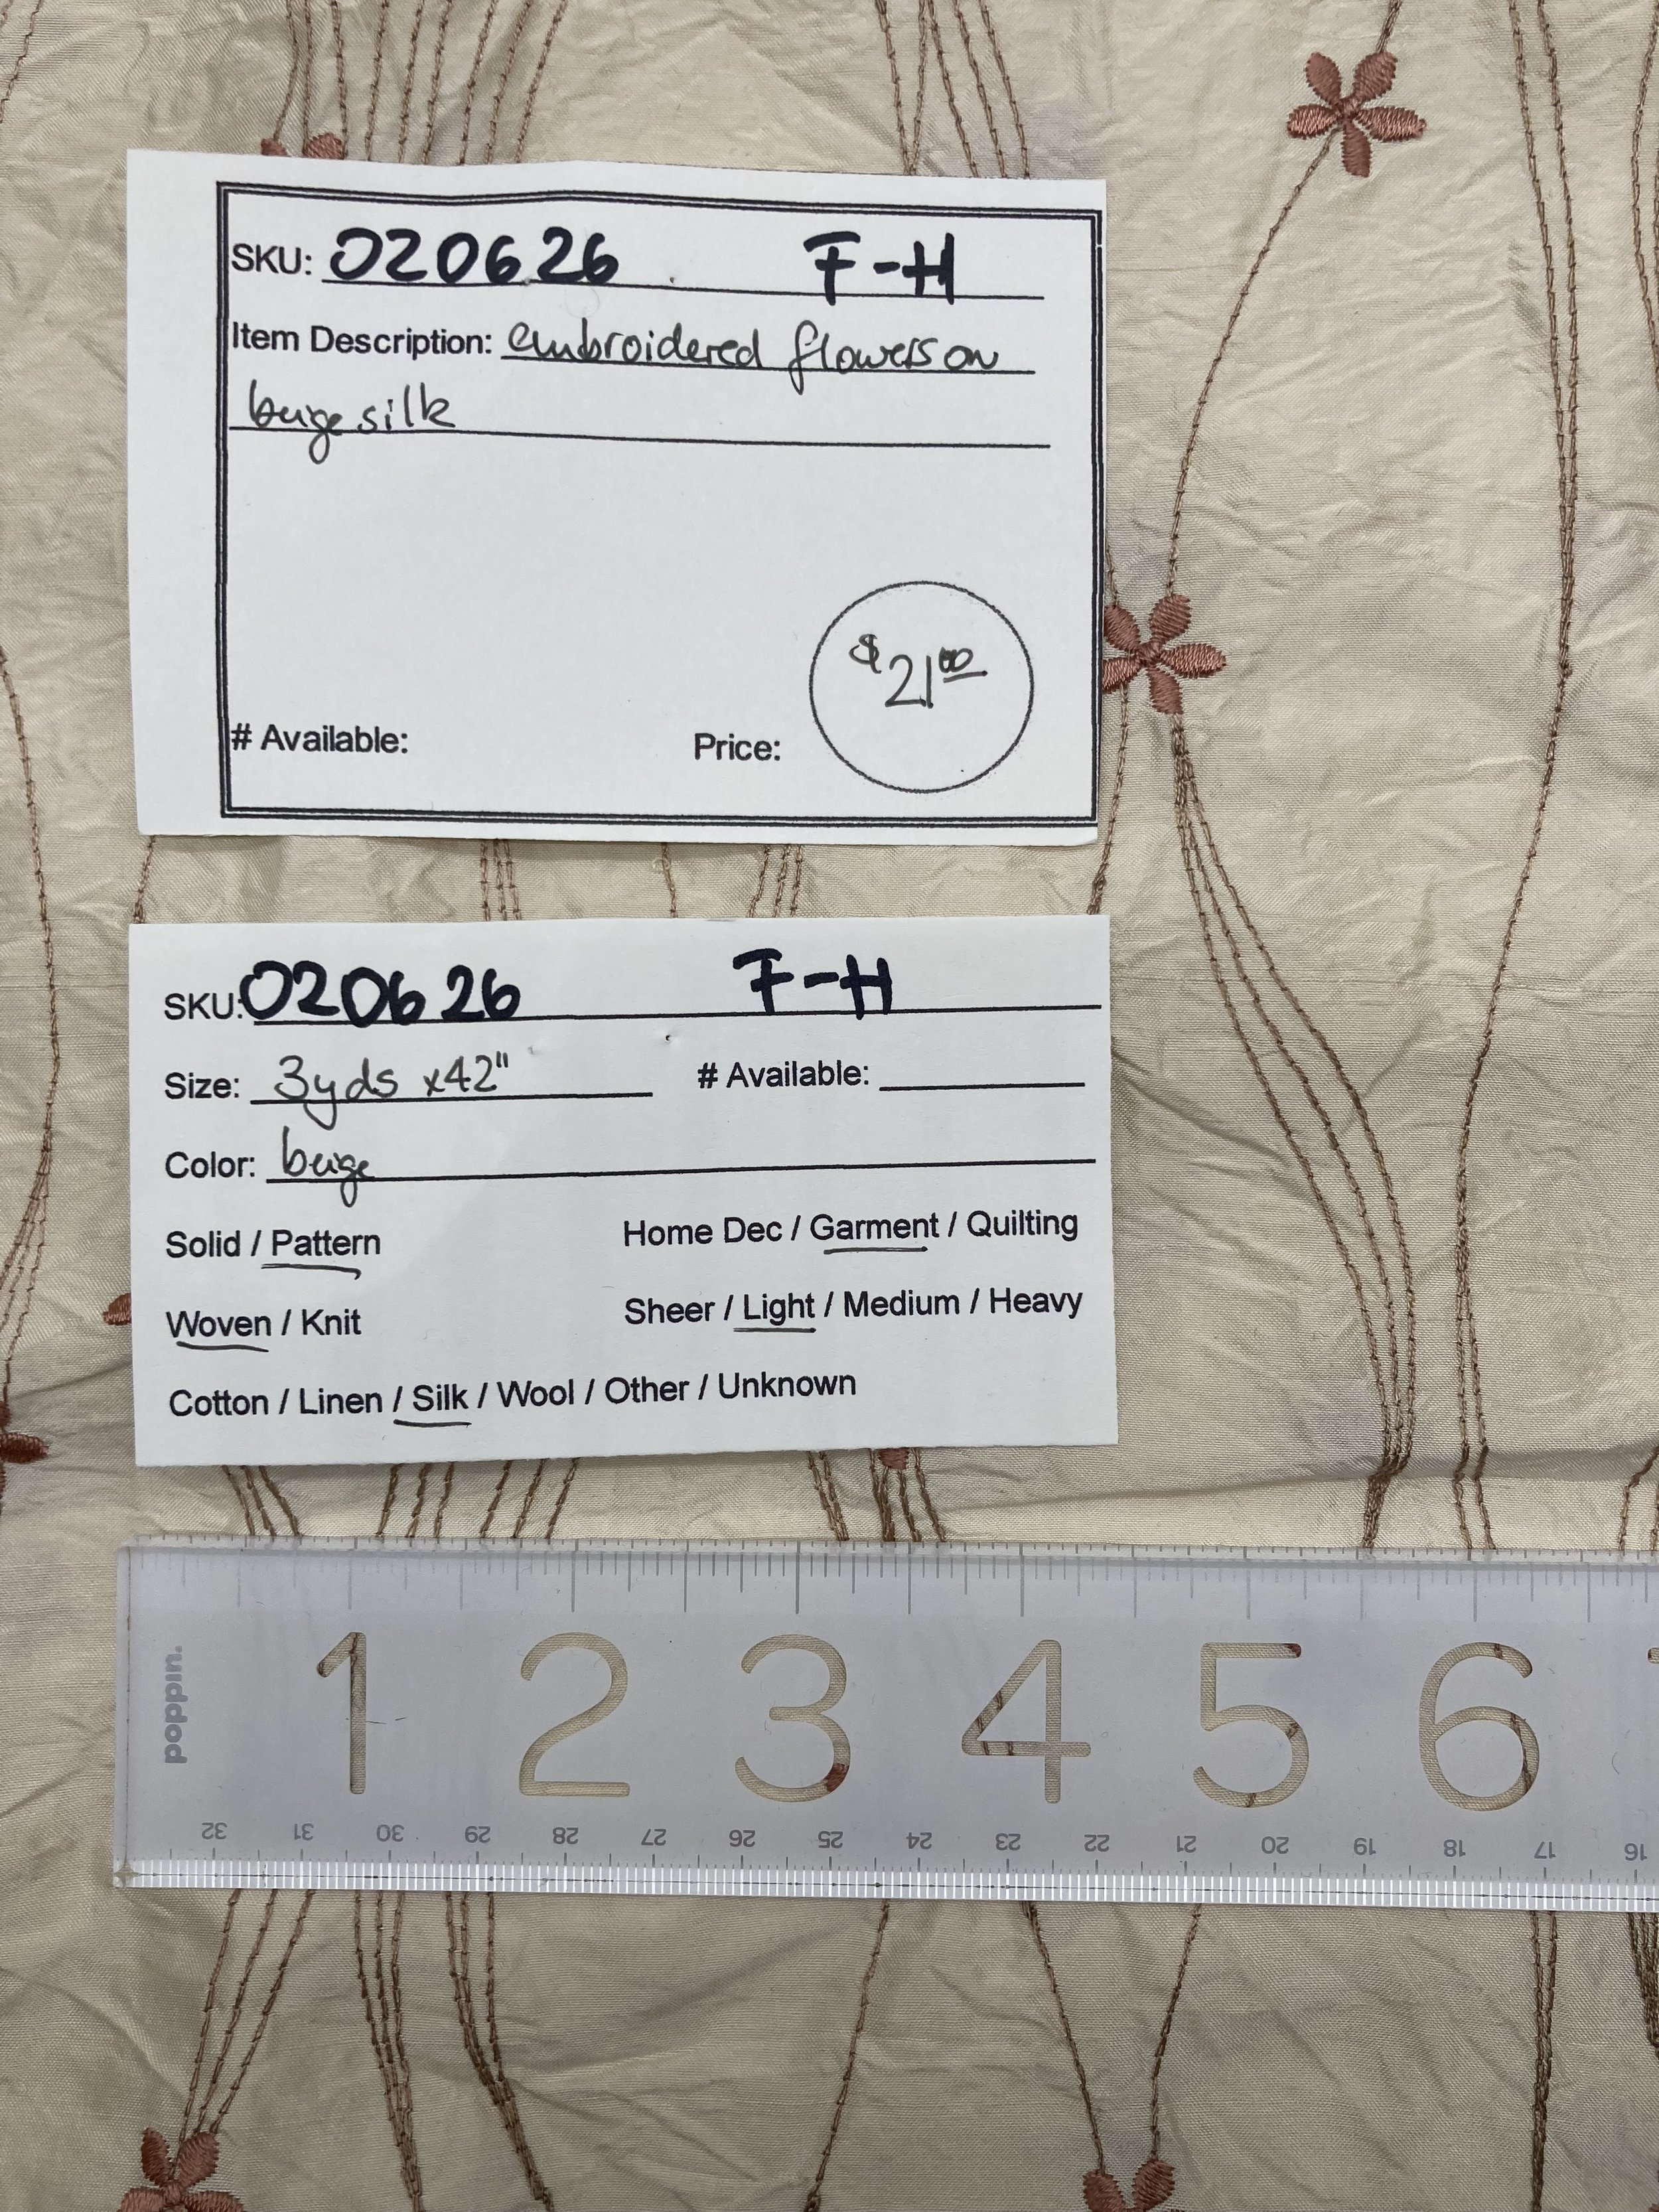 SKU: 020626 F-H
Item Description: embroidered flowers on
beige silk
# Available: Price: $21.00
SKU: 020626 F-H
Size: 3yds x42" # Available:
Color: beige
Solid / Pattern Home Dec / Garment / Quilting
Woven / Knit Sheer / Light / Medium / Heavy
Cotton / Linen / Silk / Wool / Other / Unknown
1 2 3 4 5 6
poppin.
32 31 30 29 28 27 26 25 24 23 22 21 20 19 18 17 16